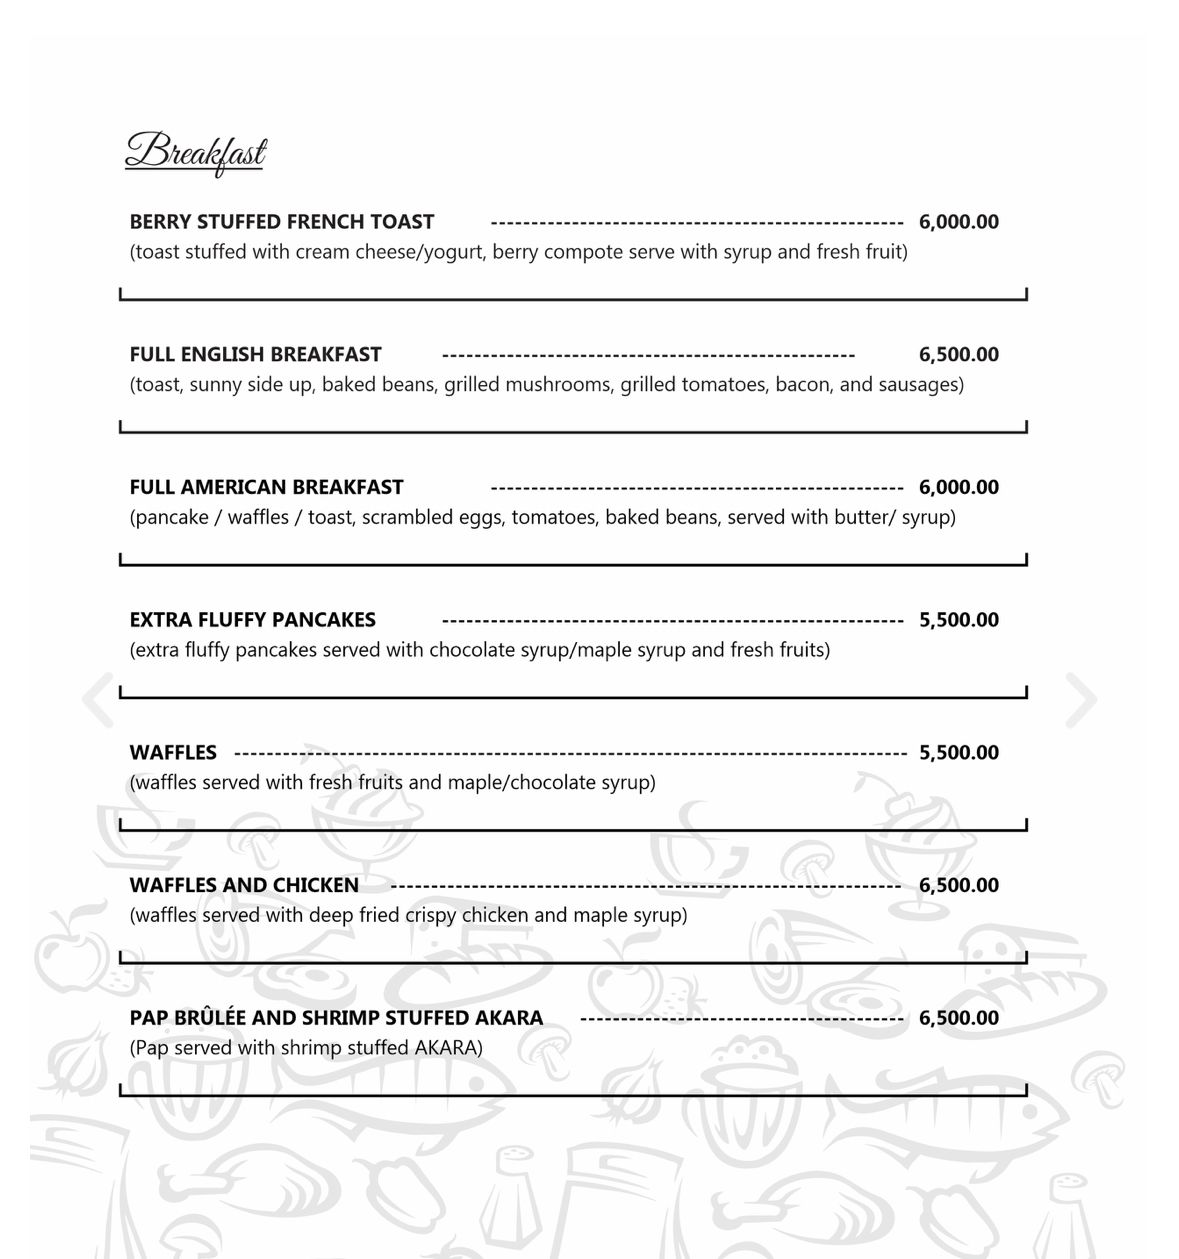 Breakfast
BERRY STUFFED FRENCH TOAST --------------------------------------------------- 6,000.00
(toast stuffed with cream cheese/yogurt, berry compote serve with syrup and fresh fruit)
FULL ENGLISH BREAKFAST --------------------------------------------------- 6,500.00
(toast, sunny side up, baked beans, grilled mushrooms, grilled tomatoes, bacon, and sausages)
FULL AMERICAN BREAKFAST --------------------------------------------------- 6,000.00
(pancake / waffles / toast, scrambled eggs, tomatoes, baked beans, served with butter/ syrup)
EXTRA FLUFFY PANCAKES --------------------------------------------------------- 5,500.00
(extra fluffy pancakes served with chocolate syrup/maple syrup and fresh fruits)
WAFFLES ----------------------------------------------------------------------------------- 5,500.00
(waffles served with fresh fruits and maple/chocolate syrup)
WAFFLES AND CHICKEN --------------------------------------------------------------- 6,500.00
(waffles served with deep fried crispy chicken and maple syrup)
PAP BRÛLÉE AND SHRIMP STUFFED AKARA ---------------------------------------- 6,500.00
(Pap served with shrimp stuffed AKARA)